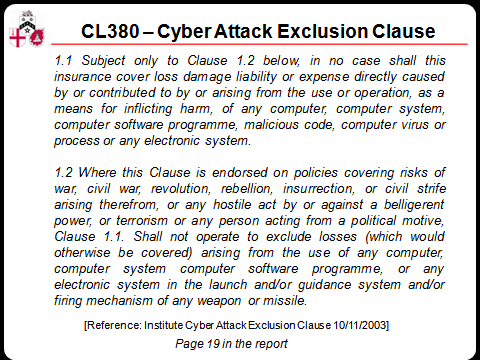 CL380 – Cyber Attack Exclusion Clause
1.1 Subject only to Clause 1.2 below, in no case shall this
insurance cover loss damage liability or expense directly caused
by or contributed to by or arising from the use or operation, as a
means for inflicting harm, of any computer, computer system,
computer software programme, malicious code, computer virus
or process or any electronic system.
1.2 Where this Clause is endorsed on policies covering risks of
war, civil war, revolution, rebellion, insurrection, or civil strife
arising therefrom, or any hostile act by or against a belligerent
power, or terrorism or any person acting from a political motive,
Clause 1.1. Shall not operate to exclude losses (which would
otherwise be covered) arising from the use of any computer,
computer system computer software programme, or any
electronic system in the launch and/or guidance system and/or
firing mechanism of any weapon or missile.
[Reference: Institute Cyber Attack Exclusion Clause 10/11/2003]
Page 19 in the report